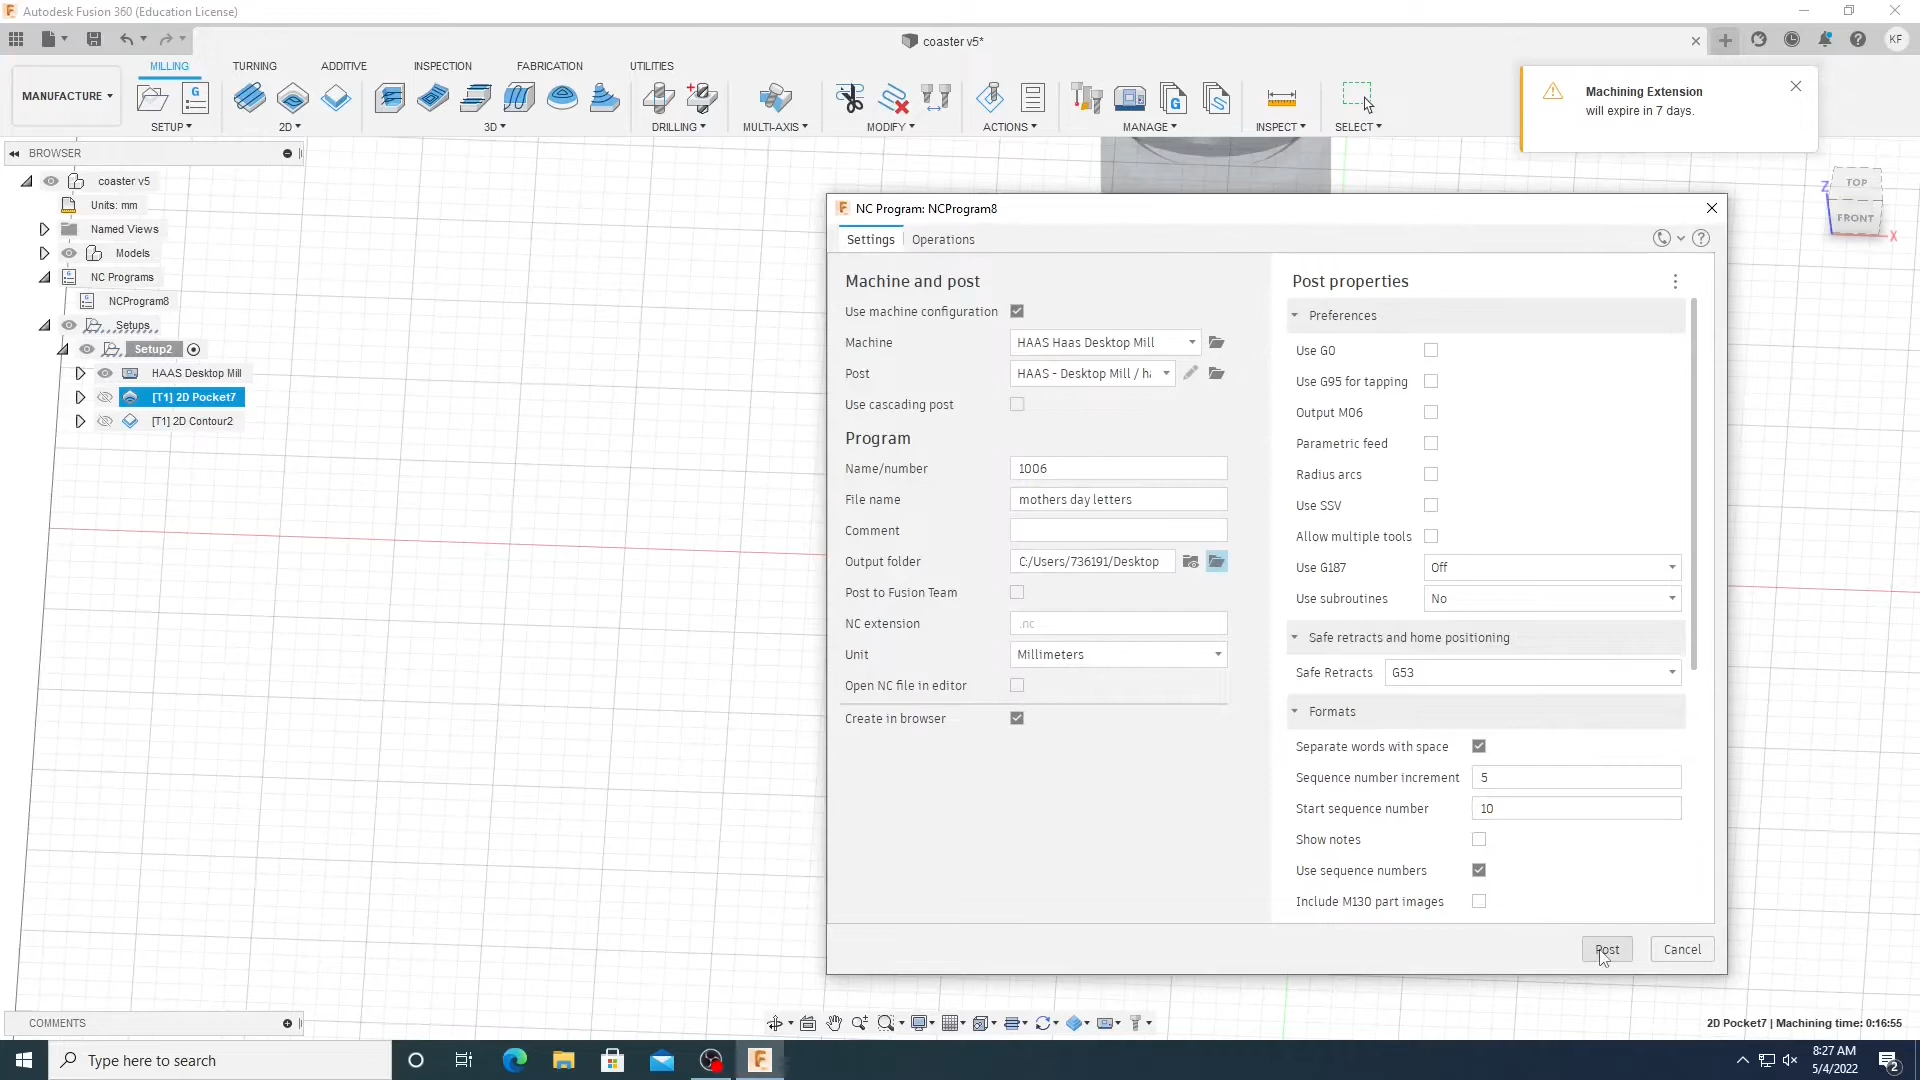 Autodesk Fusion 360 (Education License)
coaster v5*
KF
MILLING TURNING ADDITIVE INSPECTION FABRICATION UTILITIES
MANUFACTURE
SETUP 2D 3D DRILLING MULTI-AXIS MODIFY ACTIONS MANAGE INSPECT SELECT
Machining Extension
will expire in 7 days.
BROWSER
coaster v5
Units: mm
Named Views
Models
NC Programs
NCProgram8
Setups
Setup2
HAAS Desktop Mill
[T1] 2D Pocket7
[T1] 2D Contour2
TOP
Z
FRONT
X
NC Program: NCProgram8
Settings Operations
Machine and post
Use machine configuration
Machine HAAS Haas Desktop Mill
Post HAAS - Desktop Mill / ha
Use cascading post
Program
Name/number 1006
File name mothers day letters
Comment
Output folder C:/Users/736191/Desktop
Post to Fusion Team
NC extension .nc
Unit Millimeters
Open NC file in editor
Create in browser
Post properties
Preferences
Use G0
Use G95 for tapping
Output M06
Parametric feed
Radius arcs
Use SSV
Allow multiple tools
Use G187 Off
Use subroutines No
Safe retracts and home positioning
Safe Retracts G53
Formats
Separate words with space
Sequence number increment 5
Start sequence number 10
Show notes
Use sequence numbers
Include M130 part images
Post Cancel
COMMENTS
2D Pocket7 | Machining time: 0:16:55
Type here to search
8:27 AM
5/4/2022
2